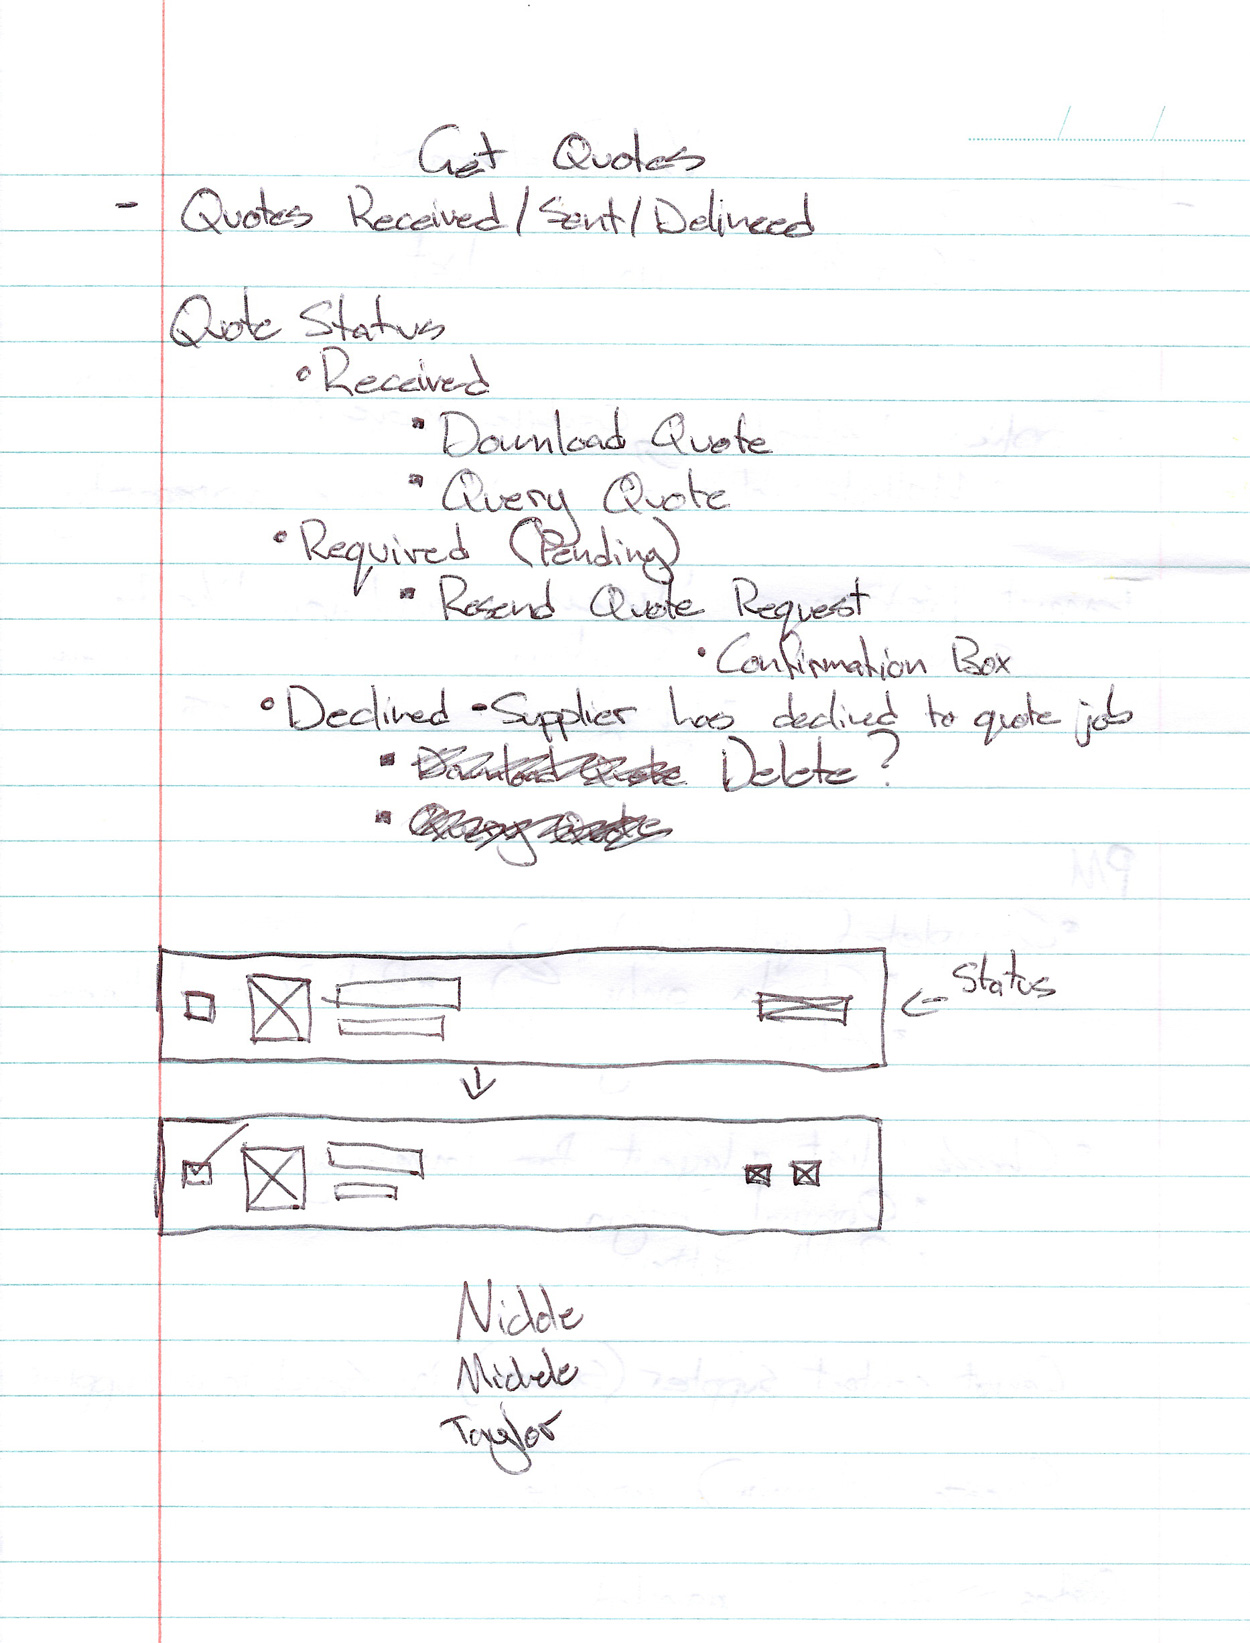 Get Quotes
- Quotes Received/Sent/Delineed
Quote Status
• Received
▪ Download Quote
▪ Query Quote
• Required (Pending)
▪ Resend Quote Request
• Confirmation Box
• Declined - Supplier has declined to quote job
▪ Download Quote Delete?
▪ Query Quote
← Status
Nicole
Michele
Taylor